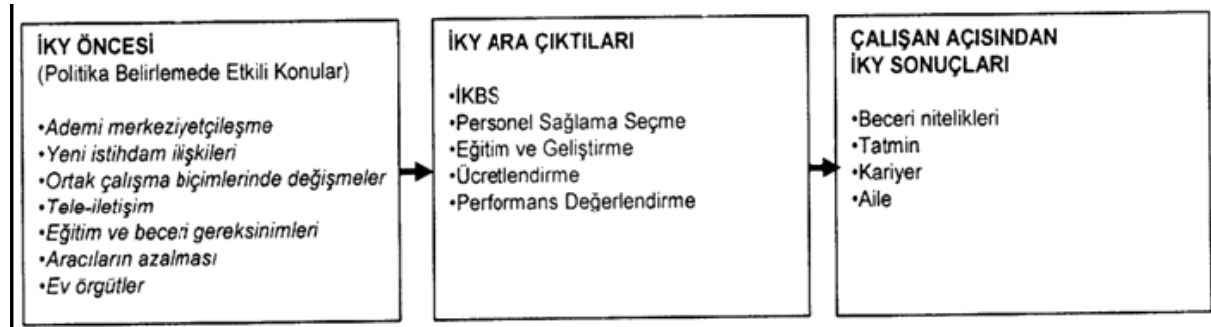 İKY ÖNCESİ
(Politika Belirlemede Etkili Konular)
•Ademi merkeziyetçileşme
•Yeni istihdam ilişkileri
•Ortak çalışma biçimlerinde değişmeler
•Tele-iletişim
•Eğitim ve beceri gereksinimleri
•Aracıların azalması
•Ev örgütler
İKY ARA ÇIKTILARI
•İKBS
•Personel Sağlama Seçme
•Eğitim ve Geliştirme
•Ücretlendirme
•Performans Değerlendirme
ÇALIŞAN AÇISINDAN
İKY SONUÇLARI
•Beceri nitelikleri
•Tatmin
•Kariyer
•Aile